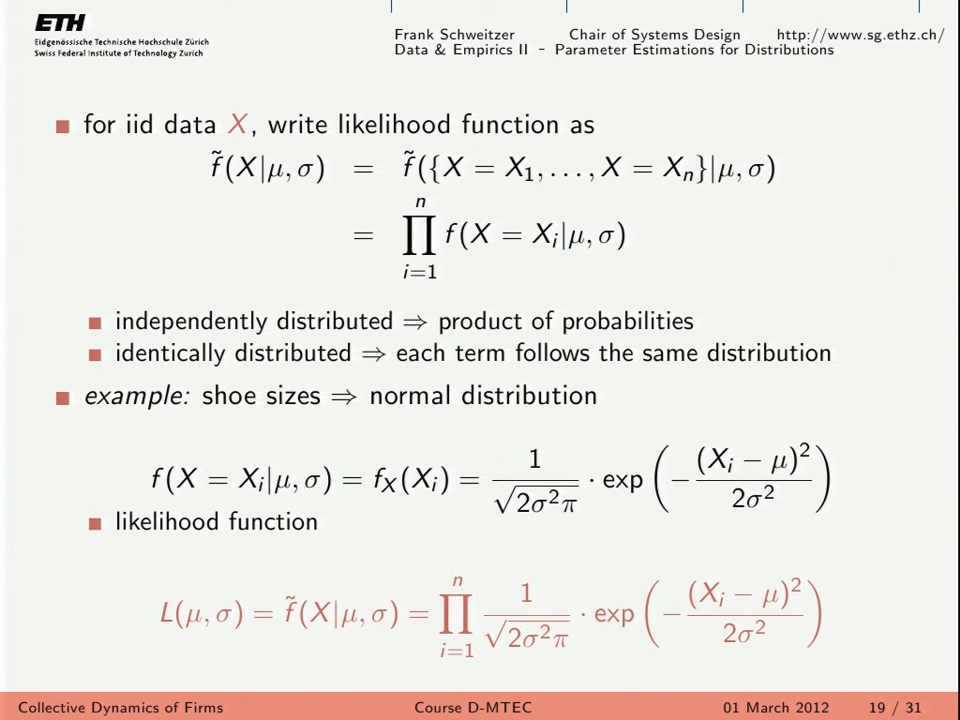 ETH
Eidgenössische Technische Hochschule Zürich
Swiss Federal Institute of Technology Zurich
Frank Schweitzer Chair of Systems Design http://www.sg.ethz.ch/
Data & Empirics II - Parameter Estimations for Distributions
■ for iid data X, write likelihood function as
f̃(X|μ, σ) = f̃({X = X₁, . . . , X = Xₙ}|μ, σ)
= ∏ᵢ₌₁ⁿ f(X = Xᵢ|μ, σ)
■ independently distributed ⇒ product of probabilities
■ identically distributed ⇒ each term follows the same distribution
■ example: shoe sizes ⇒ normal distribution
f(X = Xᵢ|μ, σ) = f_X(Xᵢ) = 1/√(2σ²π) · exp(−(Xᵢ − μ)²/2σ²)
■ likelihood function
L(μ, σ) = f̃(X|μ, σ) = ∏ᵢ₌₁ⁿ 1/√(2σ²π) · exp(−(Xᵢ − μ)²/2σ²)
Collective Dynamics of Firms Course D-MTEC 01 March 2012 19 / 31